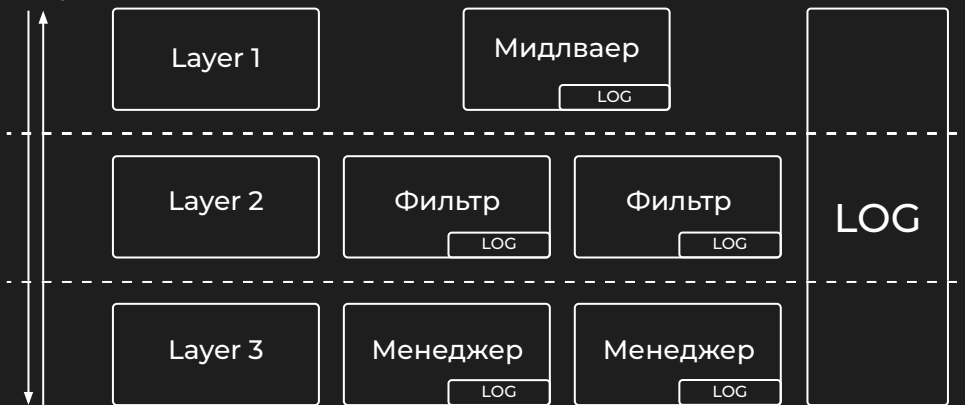 Layer 1
Мидлваер
LOG
Layer 2
Фильтр
LOG
Фильтр
LOG
LOG
Layer 3
Менеджер
LOG
Менеджер
LOG